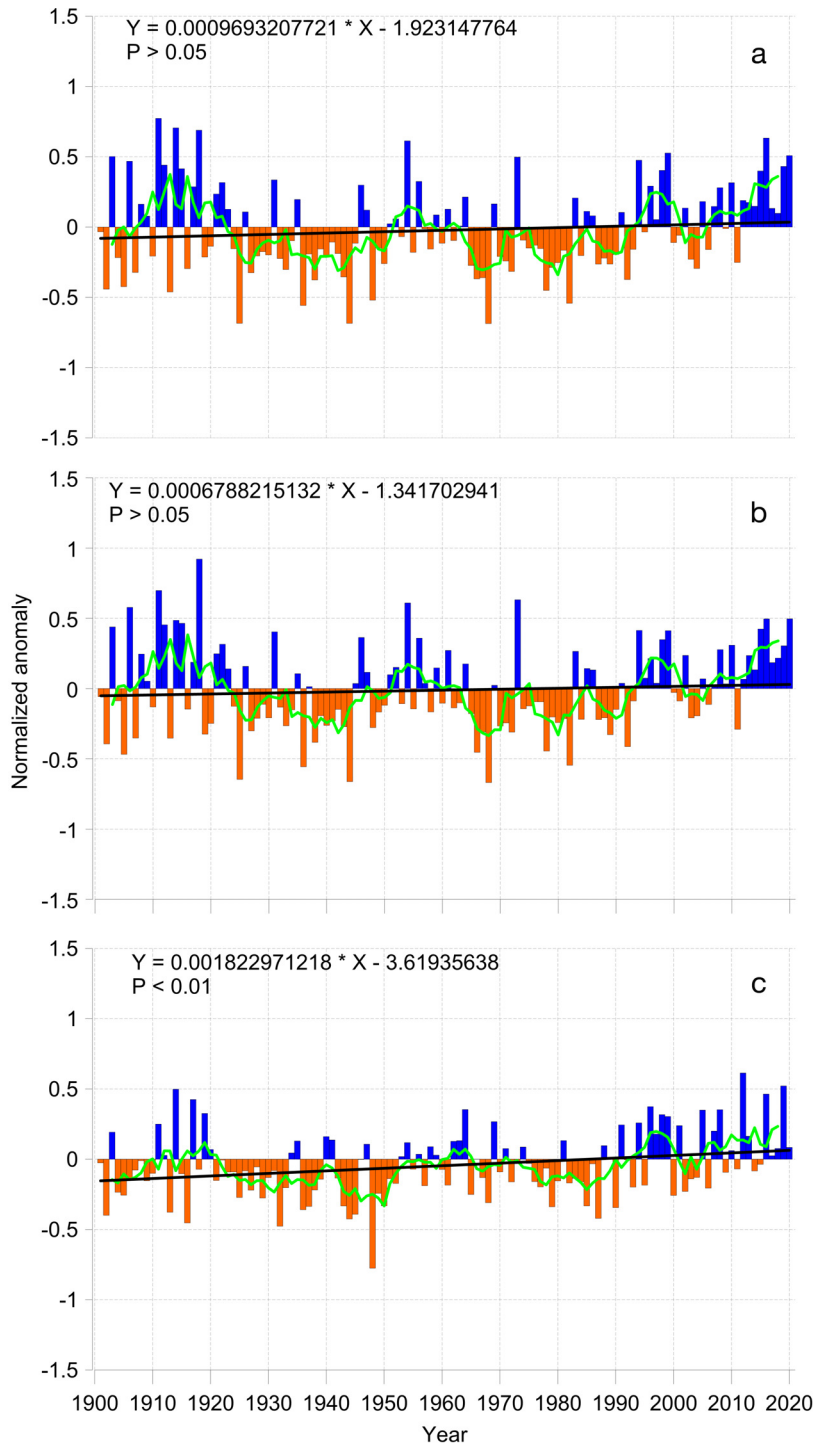 Y = 0.0009693207721 * X - 1.923147764
P > 0.05
a
1.5
1
0.5
0
-0.5
-1
-1.5
Y = 0.0006788215132 * X - 1.341702941
P > 0.05
b
1.5
1
0.5
0
-0.5
-1
-1.5
Normalized anomaly
Y = 0.001822971218 * X - 3.61935638
P < 0.01
c
1.5
1
0.5
0
-0.5
-1
-1.5
1900 1910 1920 1930 1940 1950 1960 1970 1980 1990 2000 2010 2020
Year